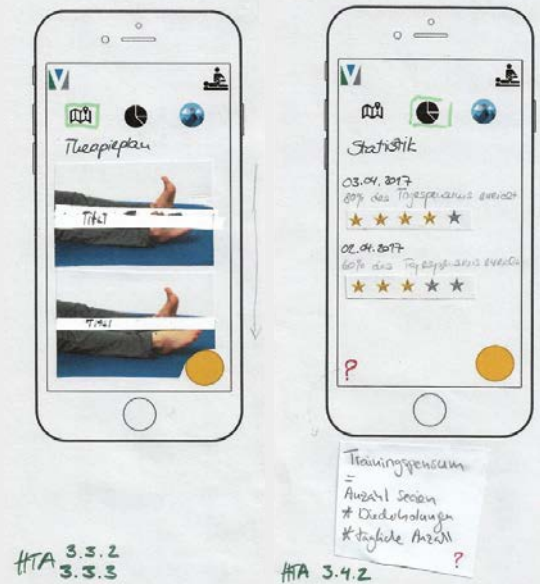 Therapieplan
Titel
Titel
HTA 3.3.2
3.3.3
Statistik
03.04.2017
80% des Tagespensums erreicht
02.04.2017
60% des Tagespensums erreicht
?
Trainingspensum
=
Anzahl Serien
* Wiederholungen
* tägliche Anzahl
?
HTA 3.4.2